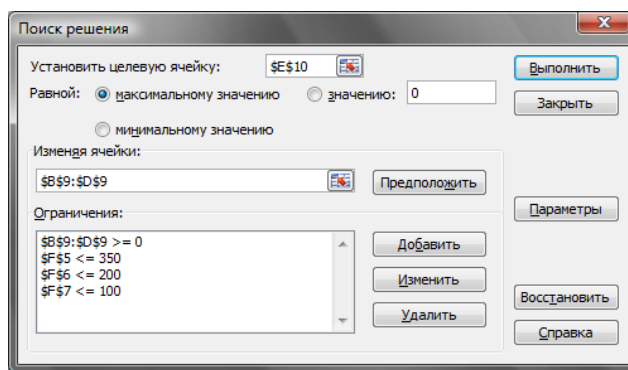 Поиск решения
Установить целевую ячейку: $E$10 Выполнить
Равной: максимальному значению значению: 0 Закрыть
минимальному значению
Изменяя ячейки:
$B$9:$D$9 Предположить
Ограничения: Параметры
$B$9:$D$9 >= 0 Добавить
$F$5 <= 350
$F$6 <= 200 Изменить
$F$7 <= 100 Восстановить
Удалить
Справка